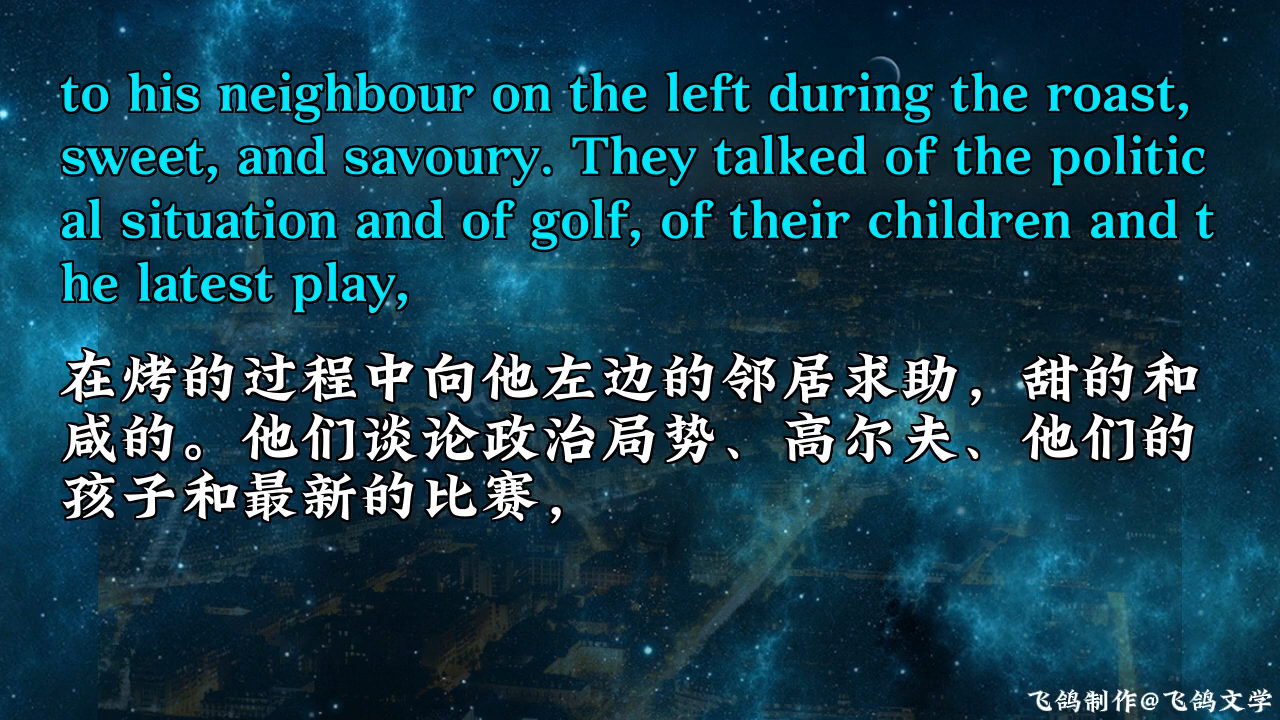 to his neighbour on the left during the roast,
sweet, and savoury. The​y talked of the politic
al situation and of golf, of their children and t
he latest play,
在烤的过程中向他左边的邻居求助，甜的和
咸的。他们谈论政治局势、高尔夫、他们的
孩子和最新的比赛，
飞鸽制作@飞鸽文学